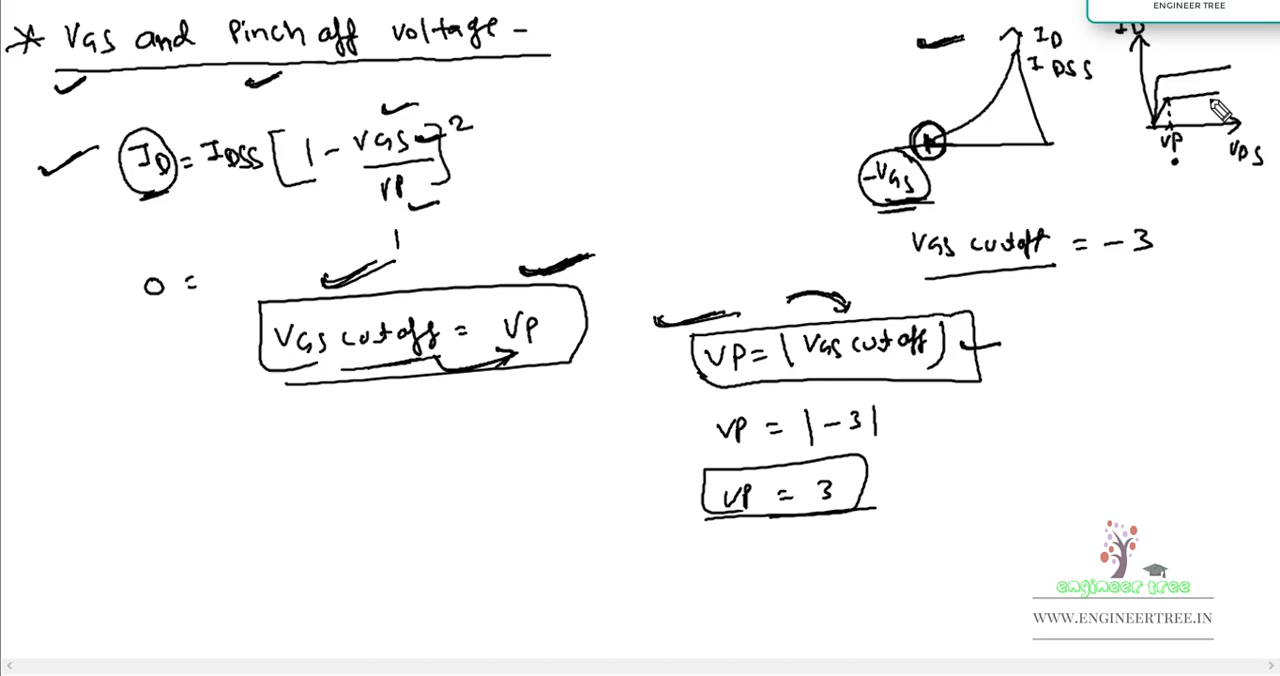 ENGINEER TREE
* VGS and Pinch off voltage -
ID = IDSS [1 - VGS / VP]²
1
0 =
VGS cutoff = VP
ID
IDSS
-VGS
ID
VP
VDS
VGS cutoff = -3
VP = |VGS cutoff|
VP = |-3|
VP = 3
engineer tree
WWW.ENGINEERTREE.IN